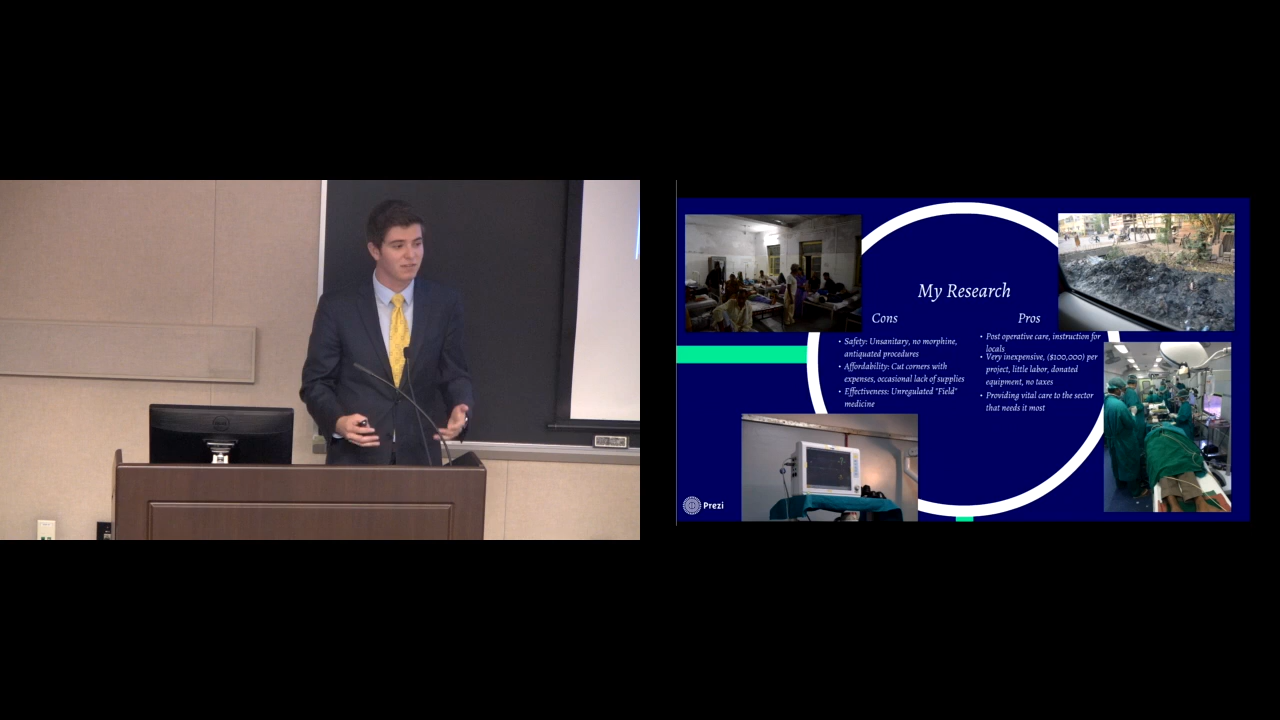 My Research
Cons
• Safety: Unsanitary, no morphine,
antiquated procedures
• Affordability: Cut corners with
expenses, occasional lack of supplies
• Effectiveness: Unregulated "Field"
medicine
Pros
• Post operative care, instruction for
locals
• Very inexpensive, ($100,000) per
project, little labor, donated
equipment, no taxes
• Providing vital care to the sector
that needs it most
Prezi